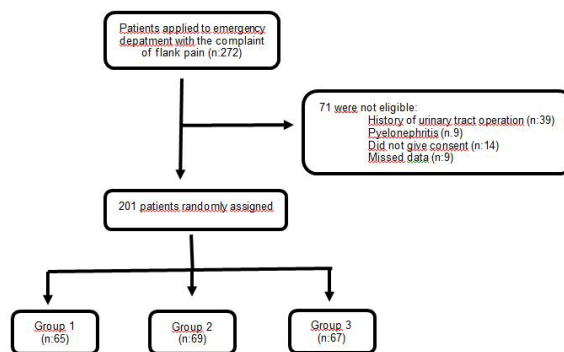 Patients applied to emergency
depatment with the complaint
of flank pain (n:272)
71 were not eligible:
History of urinary tract operation (n:39)
Pyelonephritis (n.9)
Did not give consent (n:14)
Missed data (n:9)
201 patients randomly assigned
Group 1
(n:65)
Group 2
(n:69)
Group 3
(n:67)